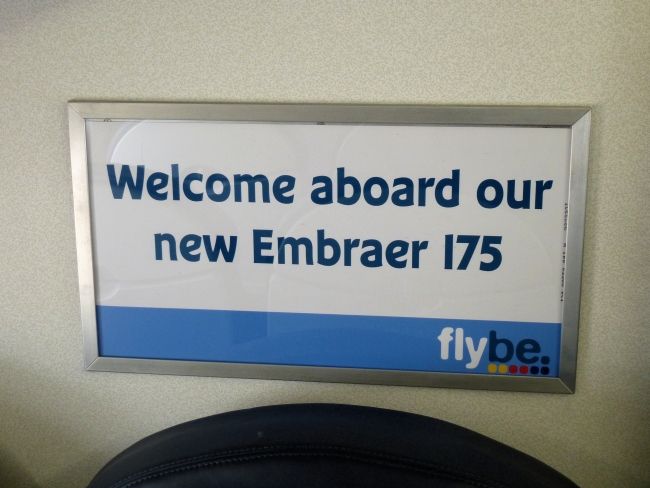 Welcome aboard our
new Embraer 175
flybe.